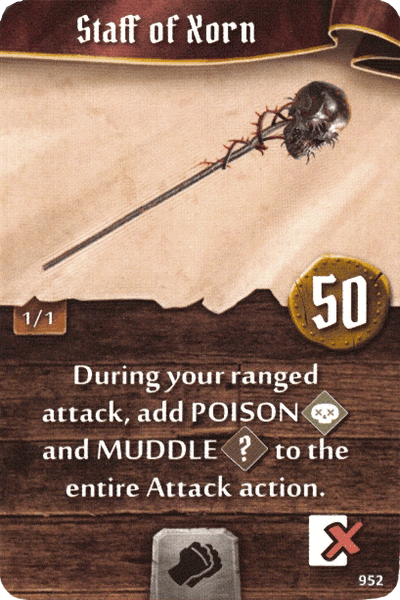 Staff of Xorn
1/1
50
During your ranged
attack, add POISON
and MUDDLE ? to the
entire Attack action.
952